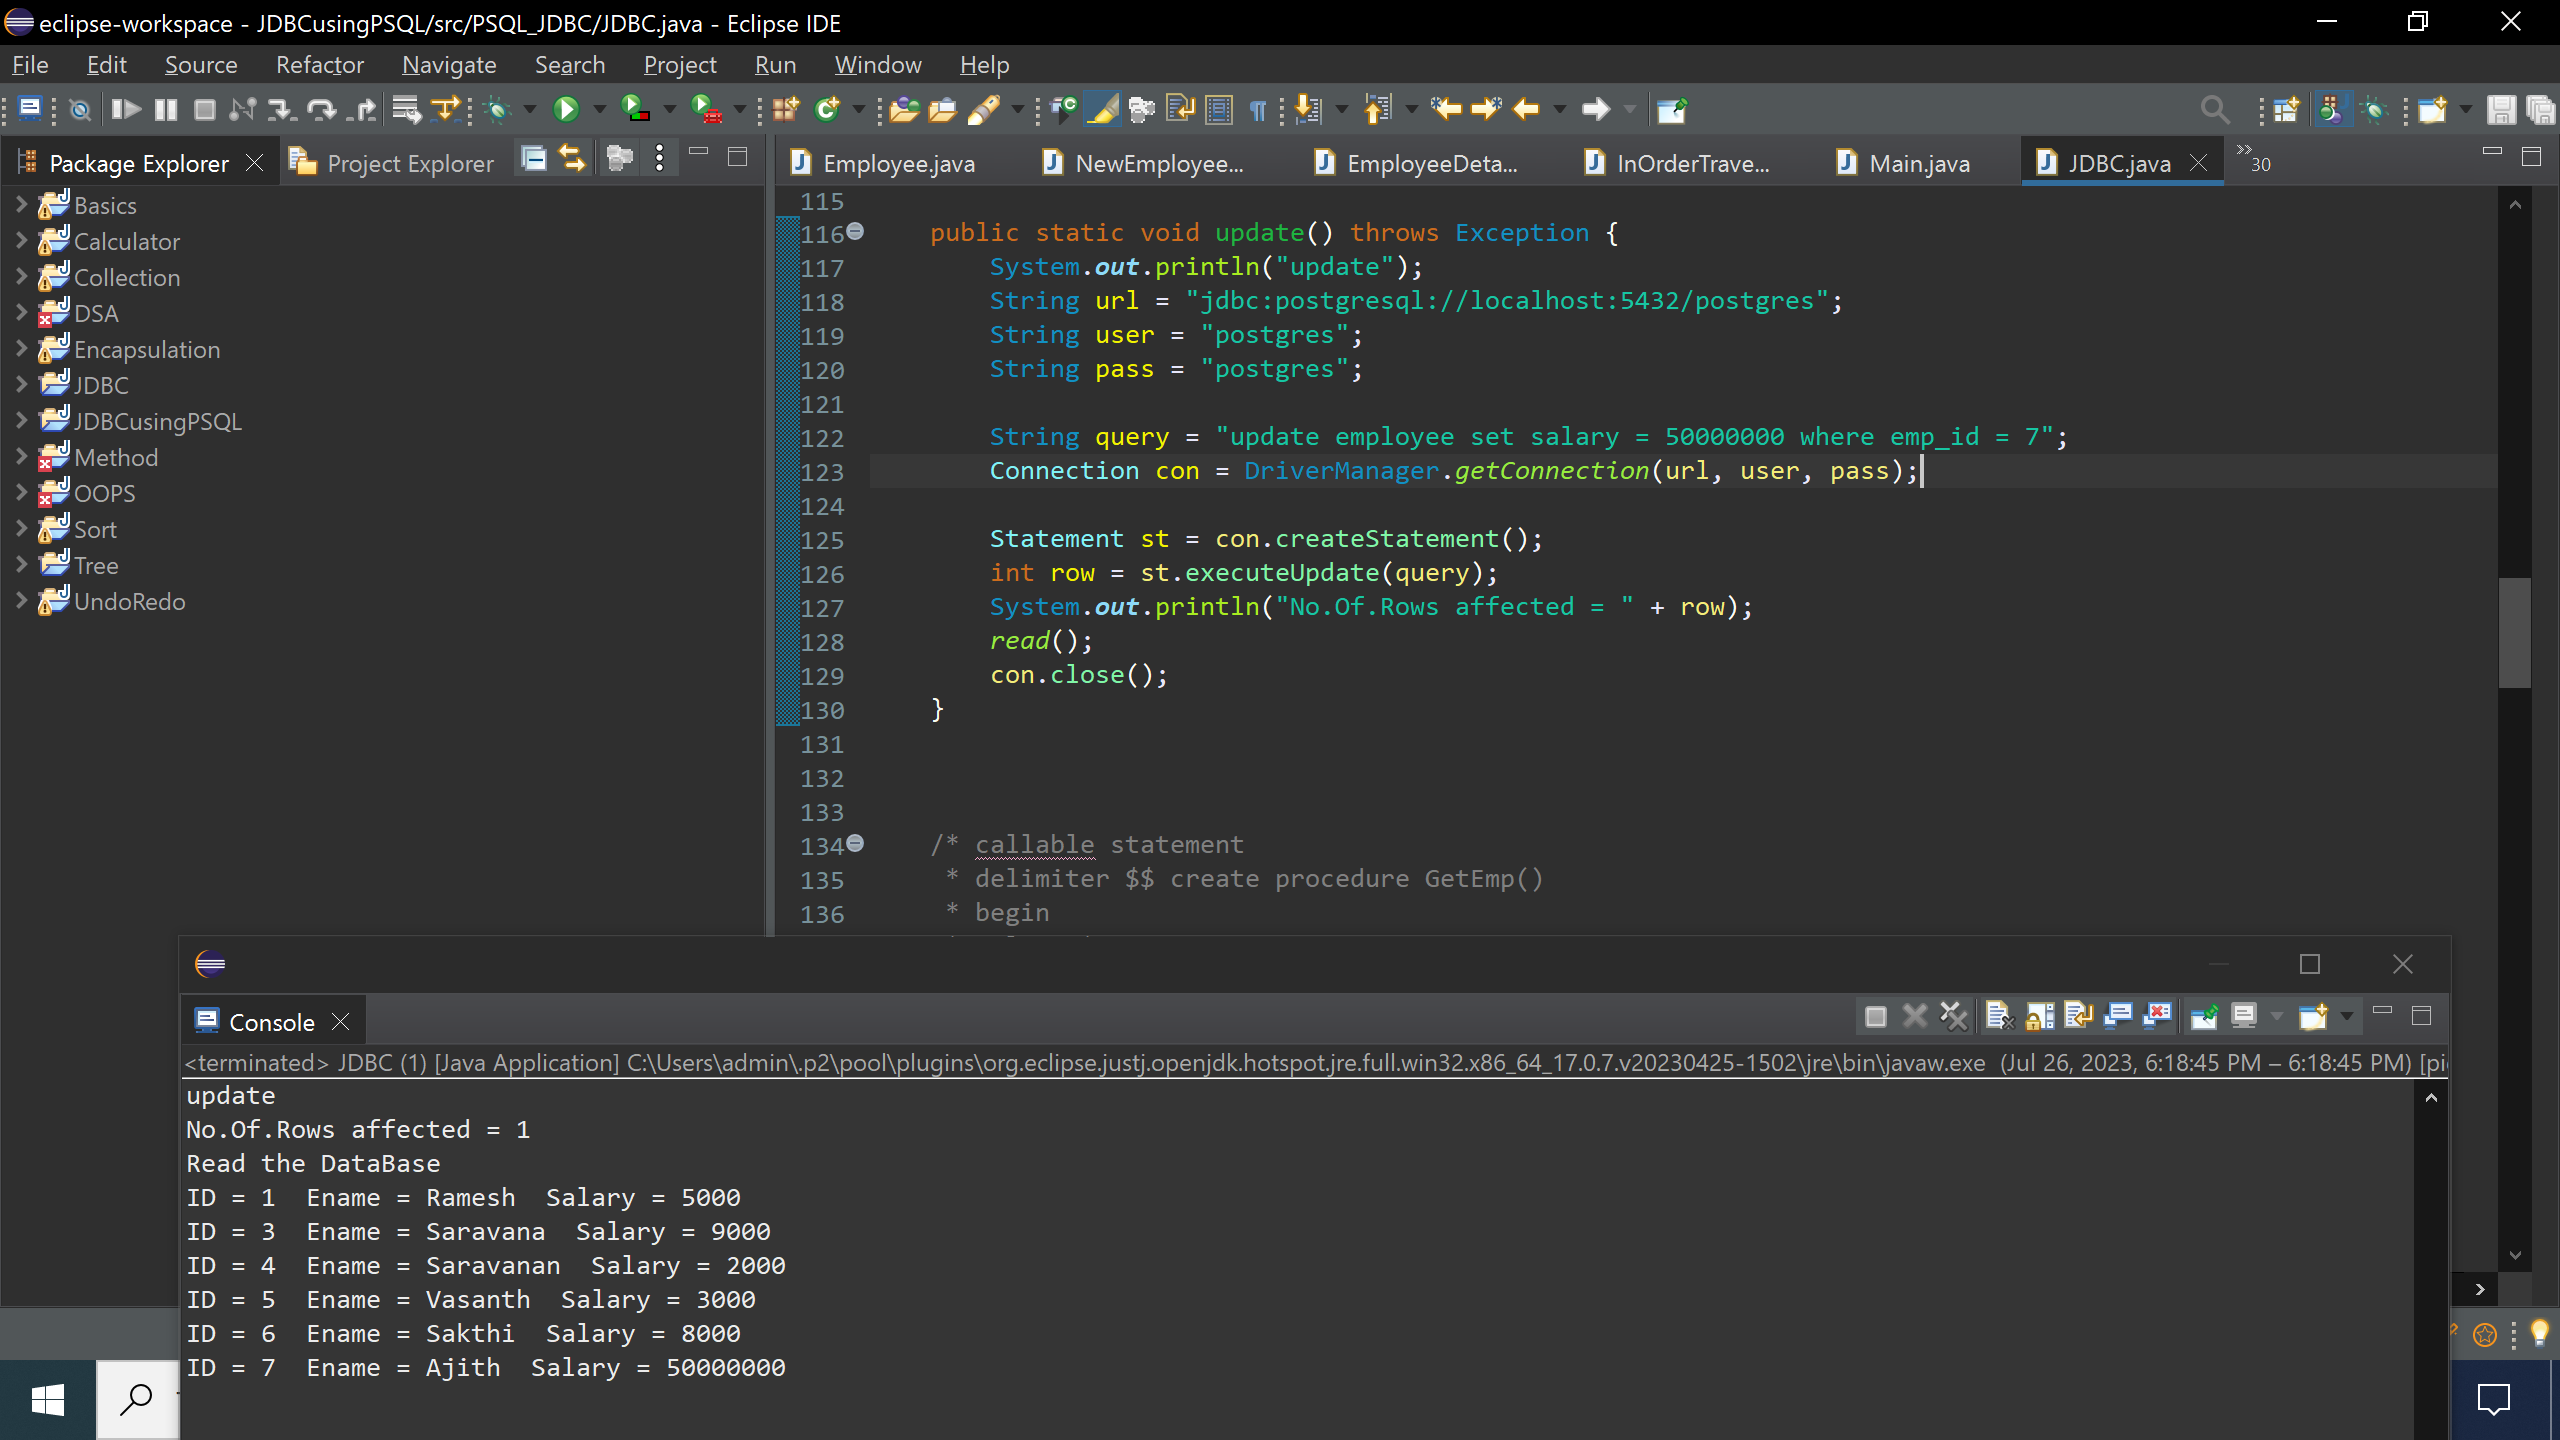 eclipse-workspace - JDBCusingPSQL/src/PSQL_JDBC/JDBC.java - Eclipse IDE
File Edit Source Refactor Navigate Search Project Run Window Help
Package Explorer Project Explorer
Employee.java NewEmployee... EmployeeDeta... InOrderTrave... Main.java JDBC.java 30
Basics
Calculator
Collection
DSA
Encapsulation
JDBC
JDBCusingPSQL
Method
OOPS
Sort
Tree
UndoRedo
115
116 public static void update() throws Exception {
117 System.out.println("update");
118 String url = "jdbc:postgresql://localhost:5432/postgres";
119 String user = "postgres";
120 String pass = "postgres";
121
122 String query = "update employee set salary = 50000000 where emp_id = 7";
123 Connection con = DriverManager.getConnection(url, user, pass);
124
125 Statement st = con.createStatement();
126 int row = st.executeUpdate(query);
127 System.out.println("No.Of.Rows affected = " + row);
128 read();
129 con.close();
130 }
131
132
133
134 /* callable statement
135 * delimiter $$ create procedure GetEmp()
136 * begin
Console
<terminated> JDBC (1) [Java Application] C:\Users\admin\.p2\pool\plugins\org.eclipse.justj.openjdk.hotspot.jre.full.win32.x86_64_17.0.7.v20230425-1502\jre\bin\javaw.exe (Jul 26, 2023, 6:18:45 PM – 6:18:45 PM) [pi
update
No.Of.Rows affected = 1
Read the DataBase
ID = 1 Ename = Ramesh Salary = 5000
ID = 3 Ename = Saravana Salary = 9000
ID = 4 Ename = Saravanan Salary = 2000
ID = 5 Ename = Vasanth Salary = 3000
ID = 6 Ename = Sakthi Salary = 8000
ID = 7 Ename = Ajith Salary = 50000000